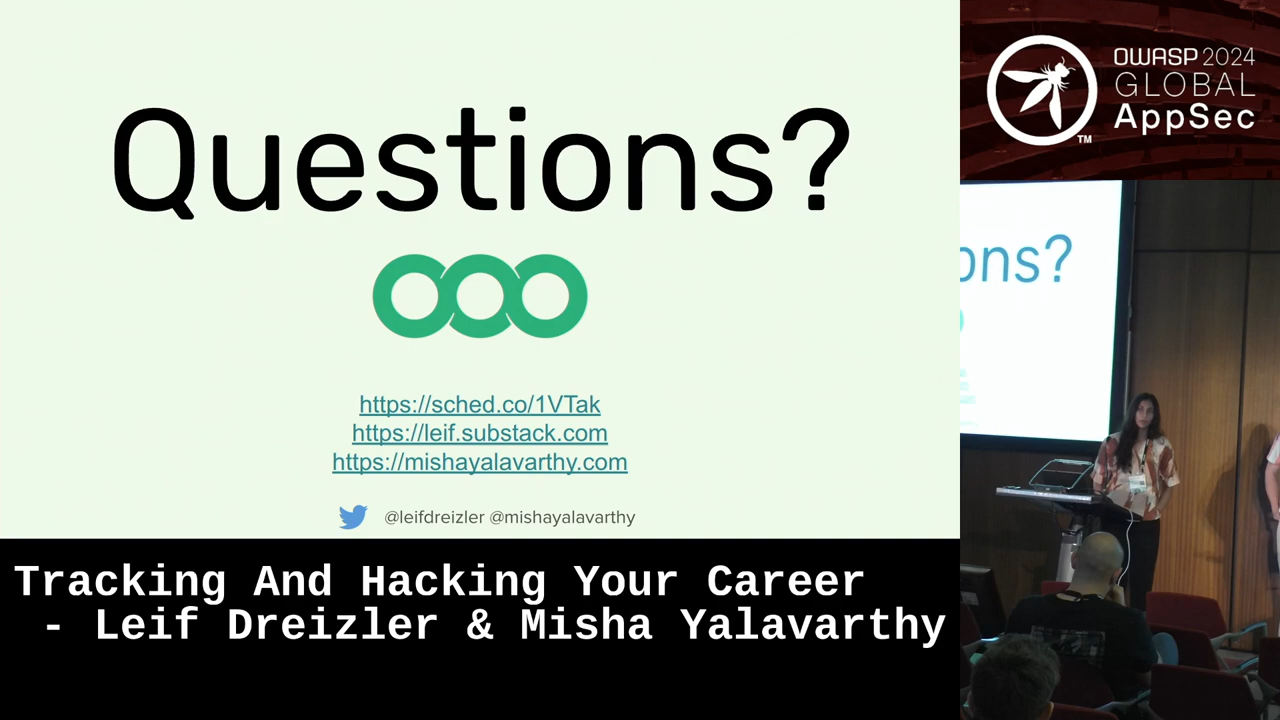 Questions?
https://sched.co/1VTak
https://leif.substack.com
https://mishayalavarthy.com
@leifdreizler @mishayalavarthy
Tracking And Hacking Your Career
- Leif Dreizler & Misha Yalavarthy
OWASP 2024
GLOBAL
AppSec
TM
ons?